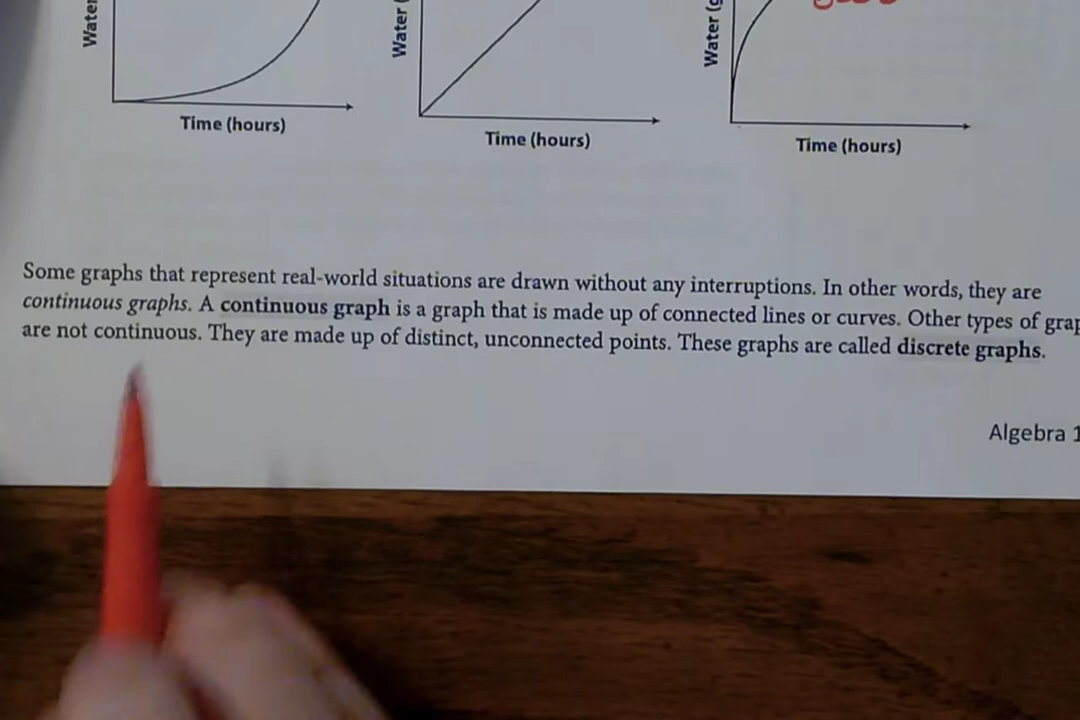 Water
Water (
Water (g
Time (hours)
Time (hours)
Time (hours)
Some graphs that represent real-world situations are drawn without any interruptions. In other words, they are
continuous graphs. A continuous graph is a graph that is made up of connected lines or curves. Other types of grap
are not continuous. They are made up of distinct, unconnected points. These graphs are called discrete graphs.
Algebra 1